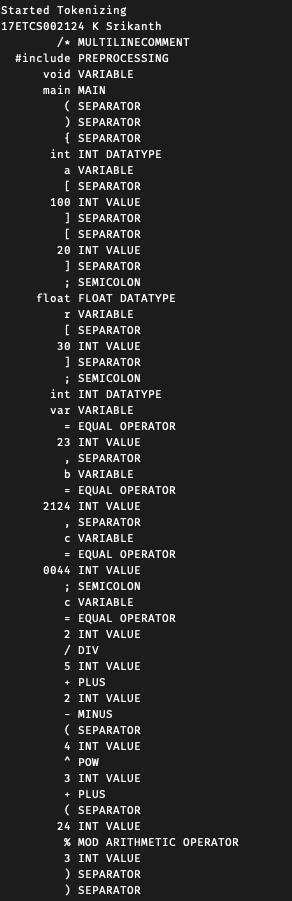 Started Tokenizing
17ETCS002124 K Srikanth
/* MULTILINECOMMENT
#include PREPROCESSING
void VARIABLE
main MAIN
( SEPARATOR
) SEPARATOR
{ SEPARATOR
int INT DATATYPE
a VARIABLE
[ SEPARATOR
100 INT VALUE
] SEPARATOR
[ SEPARATOR
20 INT VALUE
] SEPARATOR
; SEMICOLON
float FLOAT DATATYPE
r VARIABLE
[ SEPARATOR
30 INT VALUE
] SEPARATOR
; SEMICOLON
int INT DATATYPE
var VARIABLE
= EQUAL OPERATOR
23 INT VALUE
, SEPARATOR
b VARIABLE
= EQUAL OPERATOR
2124 INT VALUE
, SEPARATOR
c VARIABLE
= EQUAL OPERATOR
0044 INT VALUE
; SEMICOLON
c VARIABLE
= EQUAL OPERATOR
2 INT VALUE
/ DIV
5 INT VALUE
+ PLUS
2 INT VALUE
- MINUS
( SEPARATOR
4 INT VALUE
^ POW
3 INT VALUE
+ PLUS
( SEPARATOR
24 INT VALUE
% MOD ARITHMETIC OPERATOR
3 INT VALUE
) SEPARATOR
) SEPARATOR